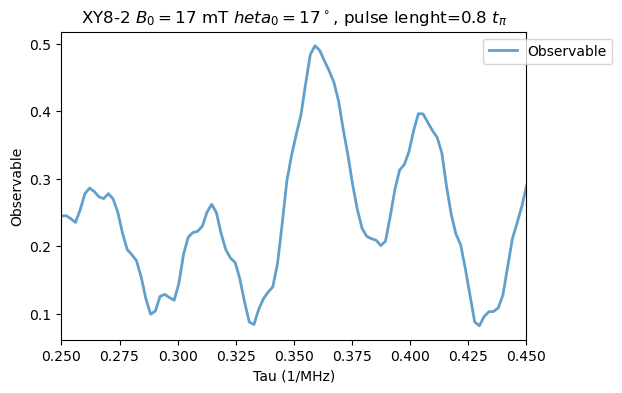 XY8-2 $B_0 = 17$ mT $heta_0 = 17^\circ$, pulse lenght=0.8 $t_\pi$
Observable
0.5
0.4
0.3
0.2
0.1
Observable
0.250 0.275 0.300 0.325 0.350 0.375 0.400 0.425 0.450
Tau (1/MHz)